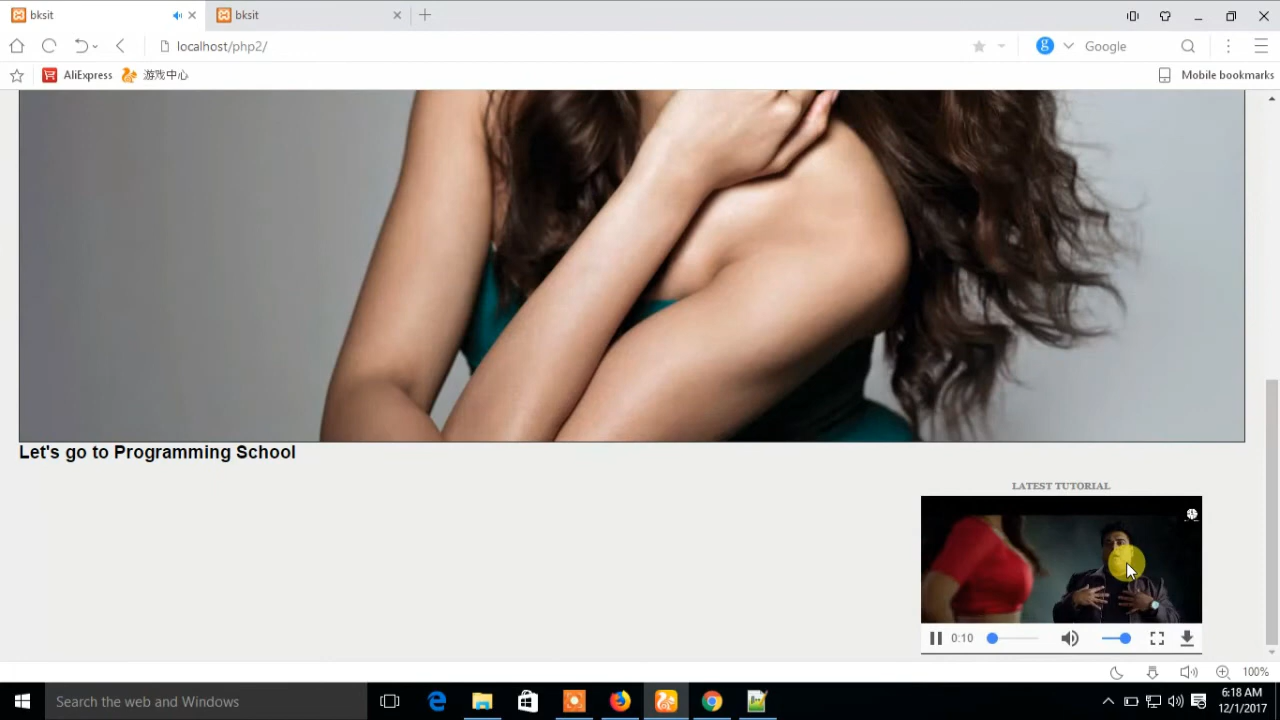 bksit
bksit
localhost/php2/
Google
AliExpress
游戏中心
Mobile bookmarks
Let's go to Programming School
LATEST TUTORIAL
0:10
100%
Search the web and Windows
6:18 AM
12/1/2017